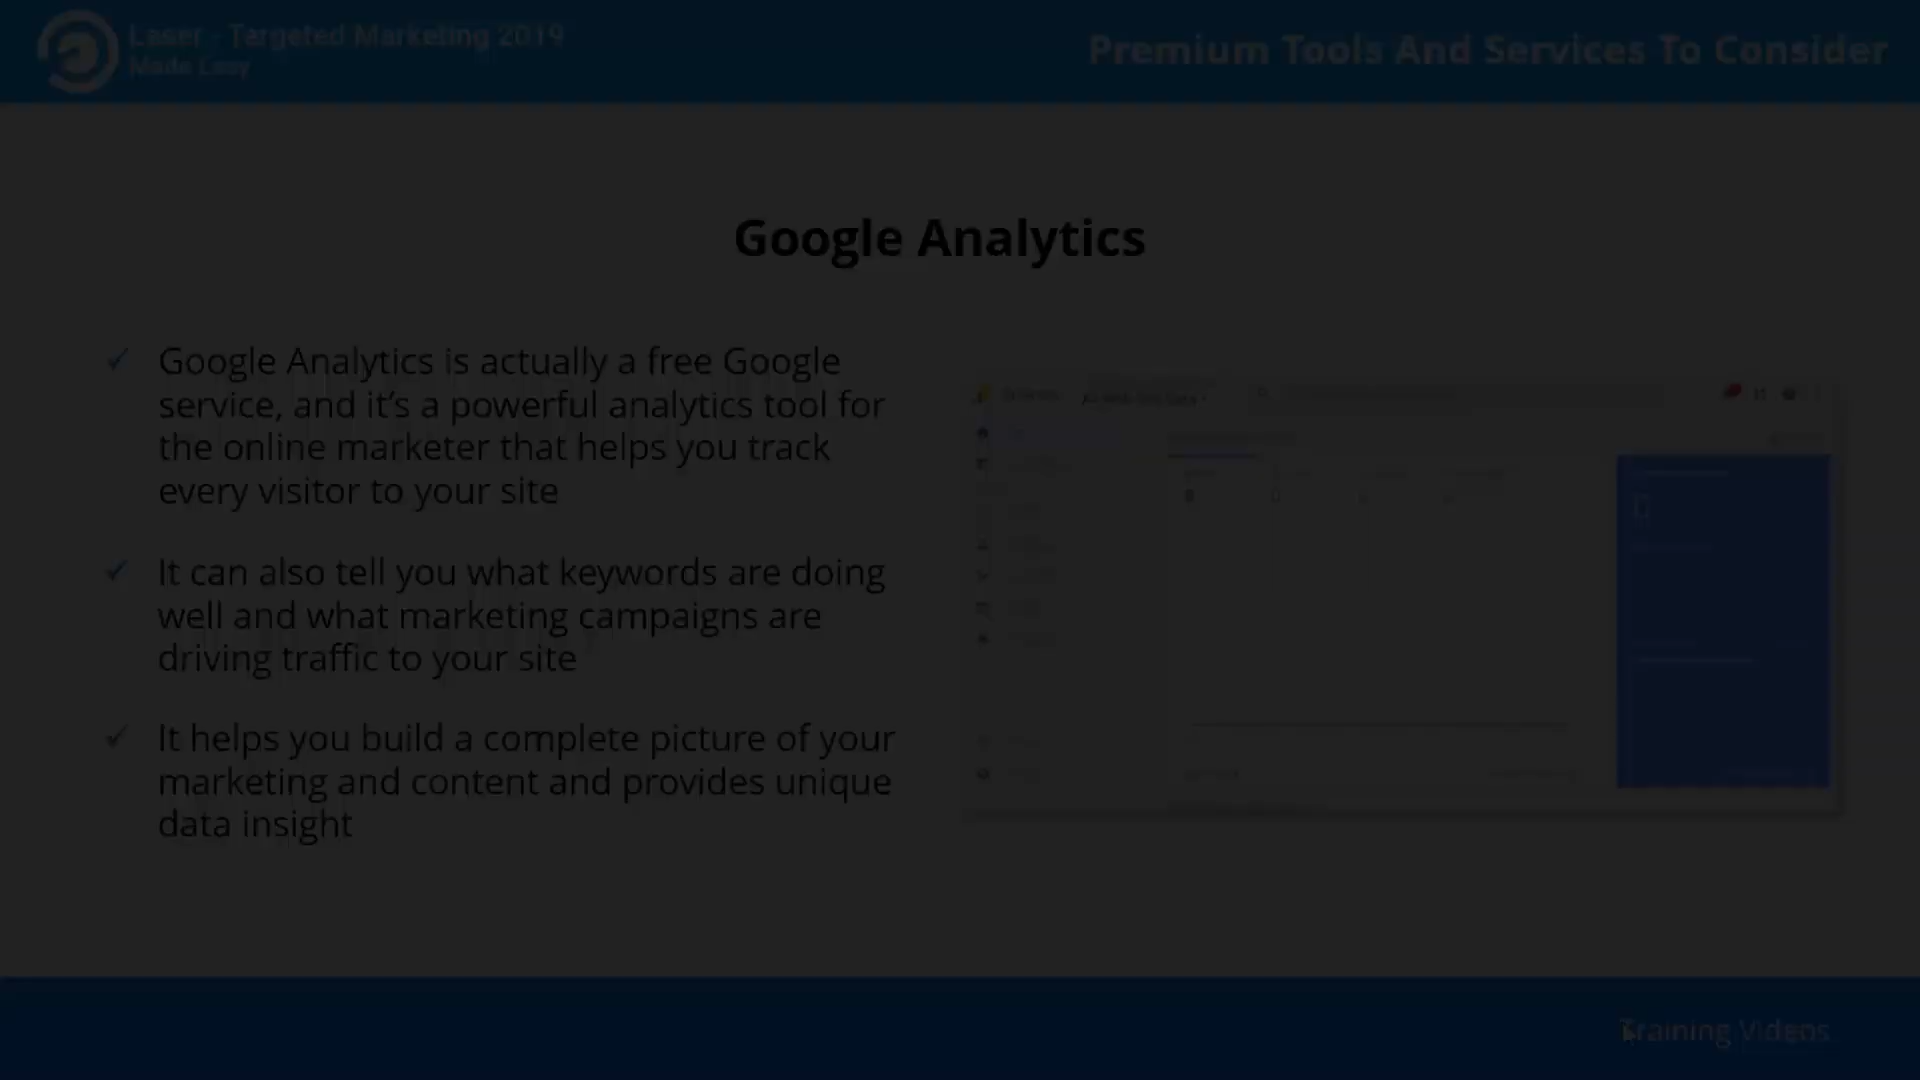 Laser - Targeted Marketing 2019
Made Easy
Premium Tools And Services To Consider
Google Analytics
✓ Google Analytics is actually a free Google
service, and it’s a powerful analytics tool for
the online marketer that helps you track
every visitor to your site
✓ It can also tell you what keywords are doing
well and what marketing campaigns are
driving traffic to your site
✓ It helps you build a complete picture of your
marketing and content and provides unique
data insight
Training Videos